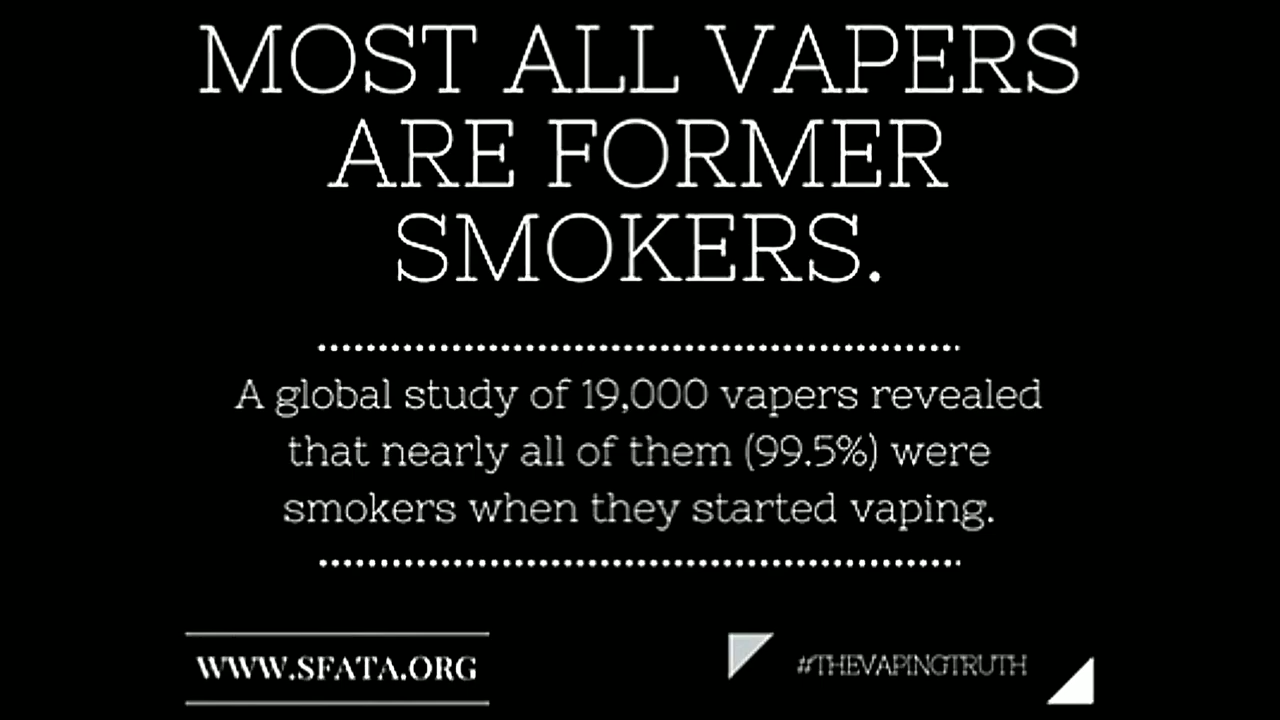 MOST ALL VAPERS
ARE FORMER
SMOKERS.
A global study of 19,000 vapers revealed
that nearly all of them (99.5%) were
smokers when they started vaping.
WWW.SFATA.ORG
#THEVAPINGTRUTH